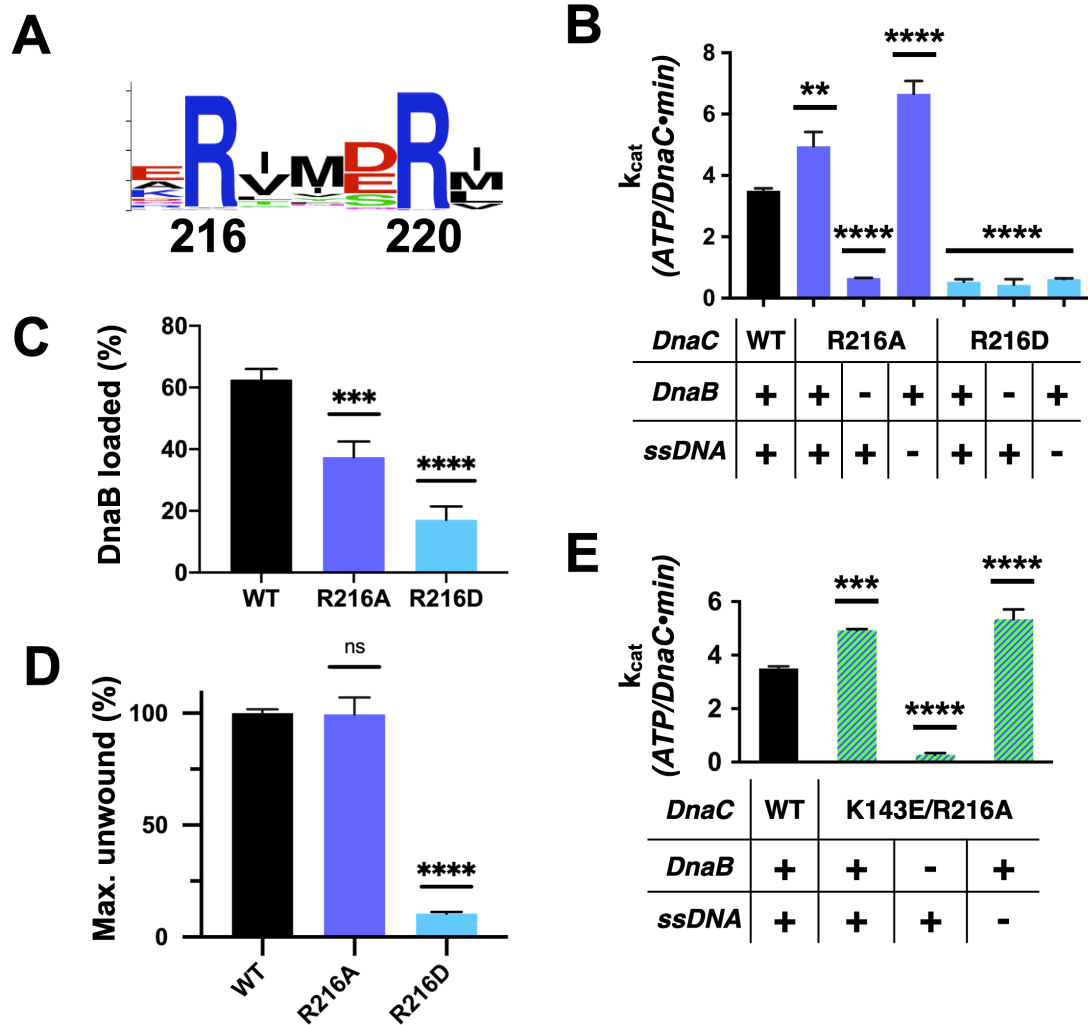 A
216 220
B
kcat
(ATP/DnaC•min)
8
6
4
2
0
**
****
****
****
DnaC WT R216A R216D
DnaB + + - + + - +
ssDNA + + + - + + -
C
DnaB loaded (%)
80
60
40
20
0
***
****
WT R216A R216D
D
Max. unwound (%)
100
50
0
ns
****
WT R216A R216D
E
kcat
(ATP/DnaC•min)
6
4
2
0
***
****
****
DnaC WT K143E/R216A
DnaB + + - +
ssDNA + + + -